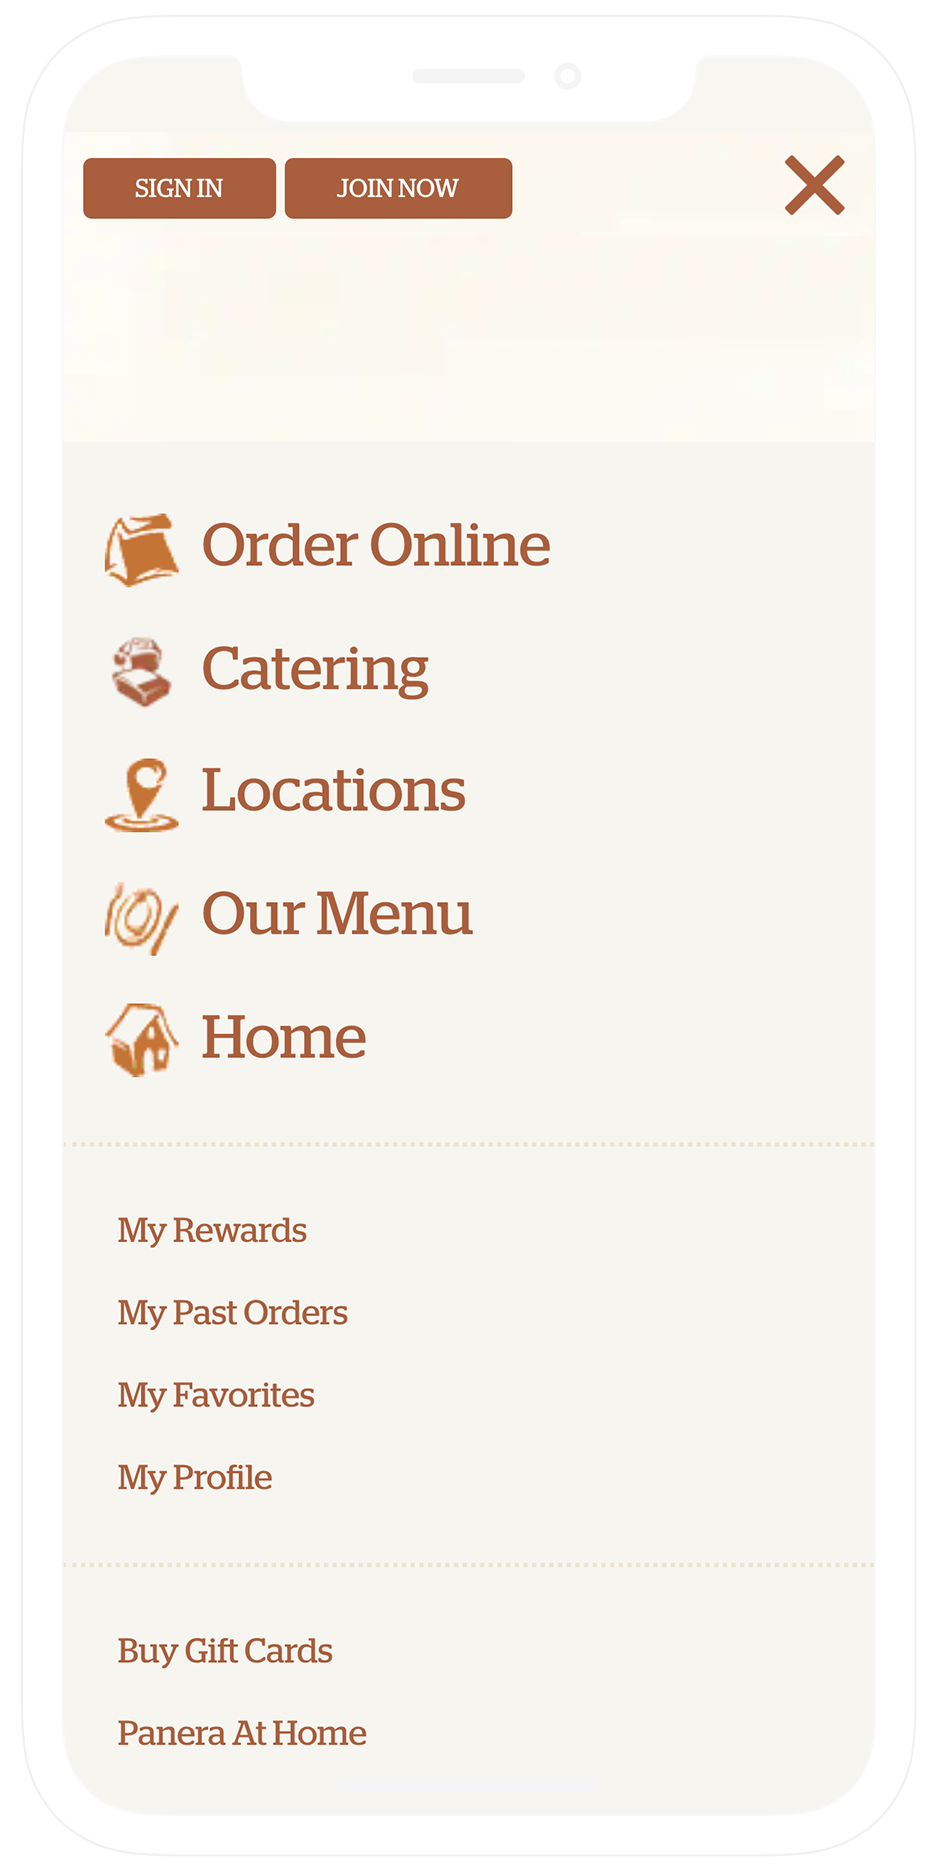 SIGN IN
JOIN NOW
Order Online
Catering
Locations
Our Menu
Home
My Rewards
My Past Orders
My Favorites
My Profile
Buy Gift Cards
Panera At Home